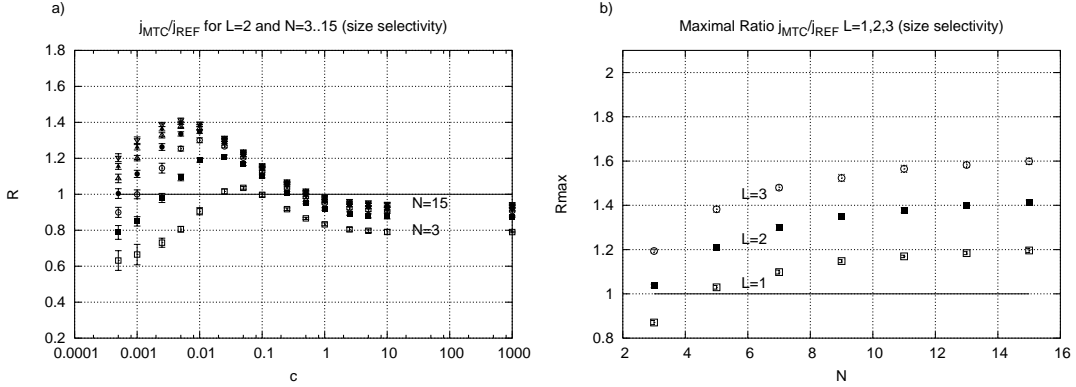 a)
j_MTC/j_REF for L=2 and N=3..15 (size selectivity)
1.8
1.6
1.4
1.2
1
0.8
0.6
0.4
0.2
R
N=15
N=3
0.0001 0.001 0.01 0.1 1 10 100 1000
c
b)
Maximal Ratio j_MTC/j_REF L=1,2,3 (size selectivity)
2
1.8
1.6
1.4
1.2
1
0.8
Rmax
L=3
L=2
L=1
2 4 6 8 10 12 14 16
N